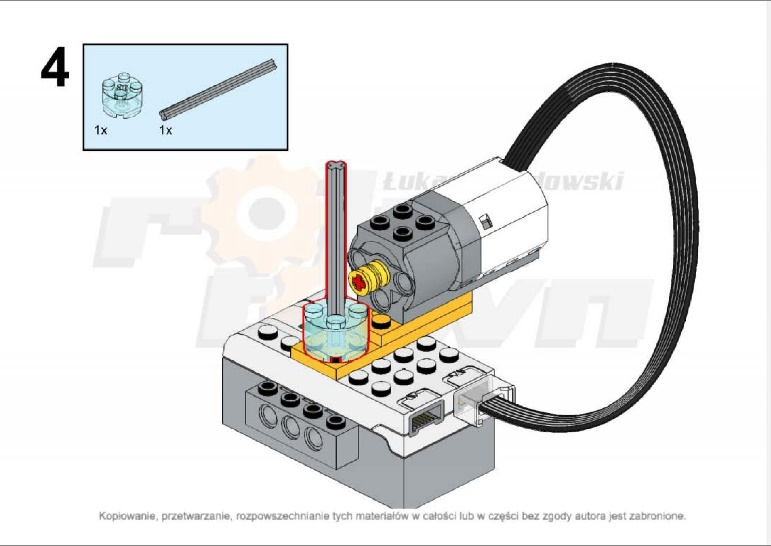 4
1x
1x
Kopiowanie, przetwarzanie, rozpowszechnianie tych materiałów w całości lub w części bez zgody autora jest zabronione.